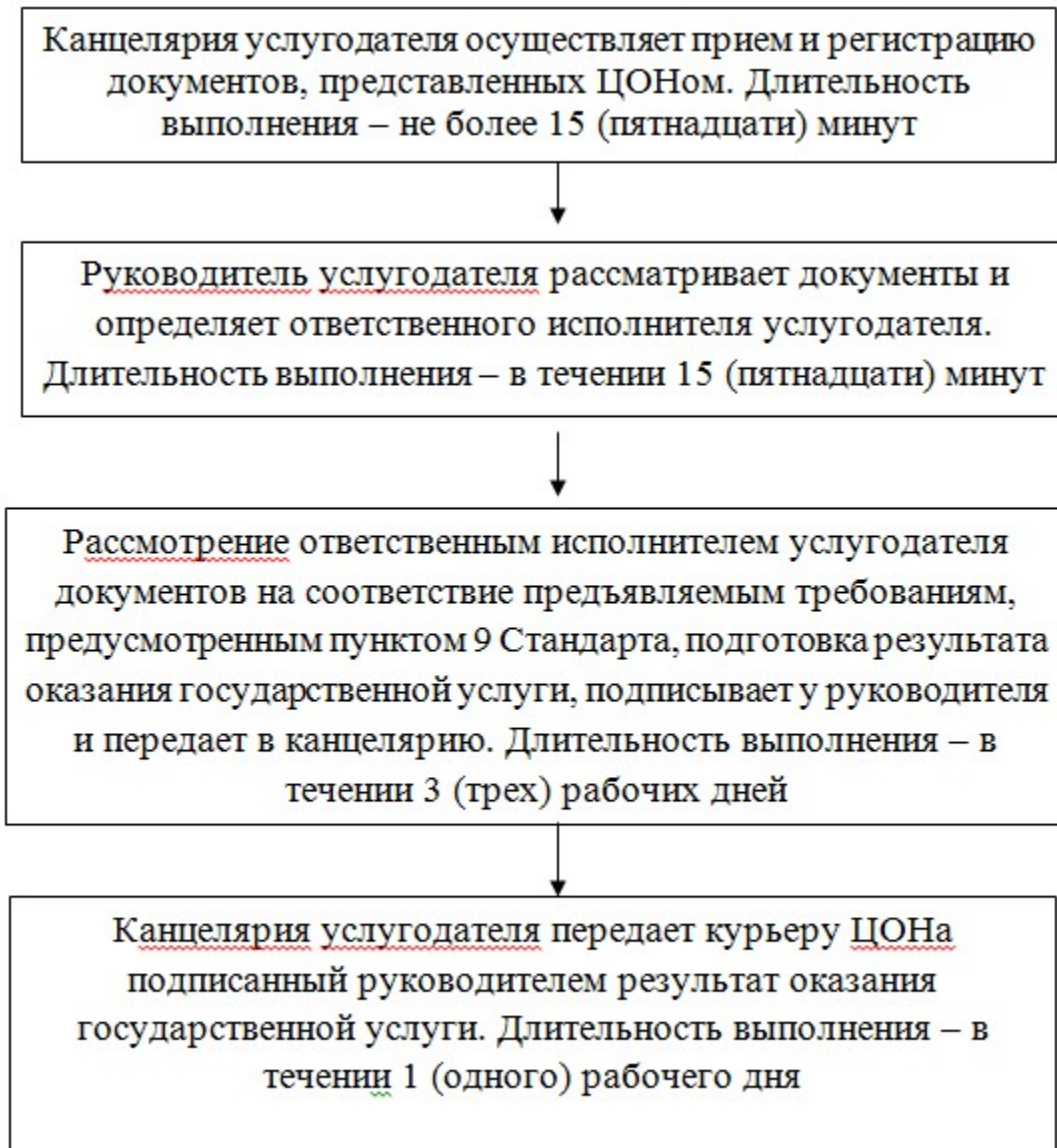 Канцелярия услугодателя осуществляет прием и регистрацию
документов, представленных ЦОНом. Длительность
выполнения – не более 15 (пятнадцати) минут
Руководитель услугодателя рассматривает документы и
определяет ответственного исполнителя услугодателя.
Длительность выполнения – в течении 15 (пятнадцати) минут
Рассмотрение ответственным исполнителем услугодателя
документов на соответствие предъявляемым требованиям,
предусмотренным пунктом 9 Стандарта, подготовка результата
оказания государственной услуги, подписывает у руководителя
и передает в канцелярию. Длительность выполнения – в
течении 3 (трех) рабочих дней
Канцелярия услугодателя передает курьеру ЦОНа
подписанный руководителем результат оказания
государственной услуги. Длительность выполнения – в
течении 1 (одного) рабочего дня